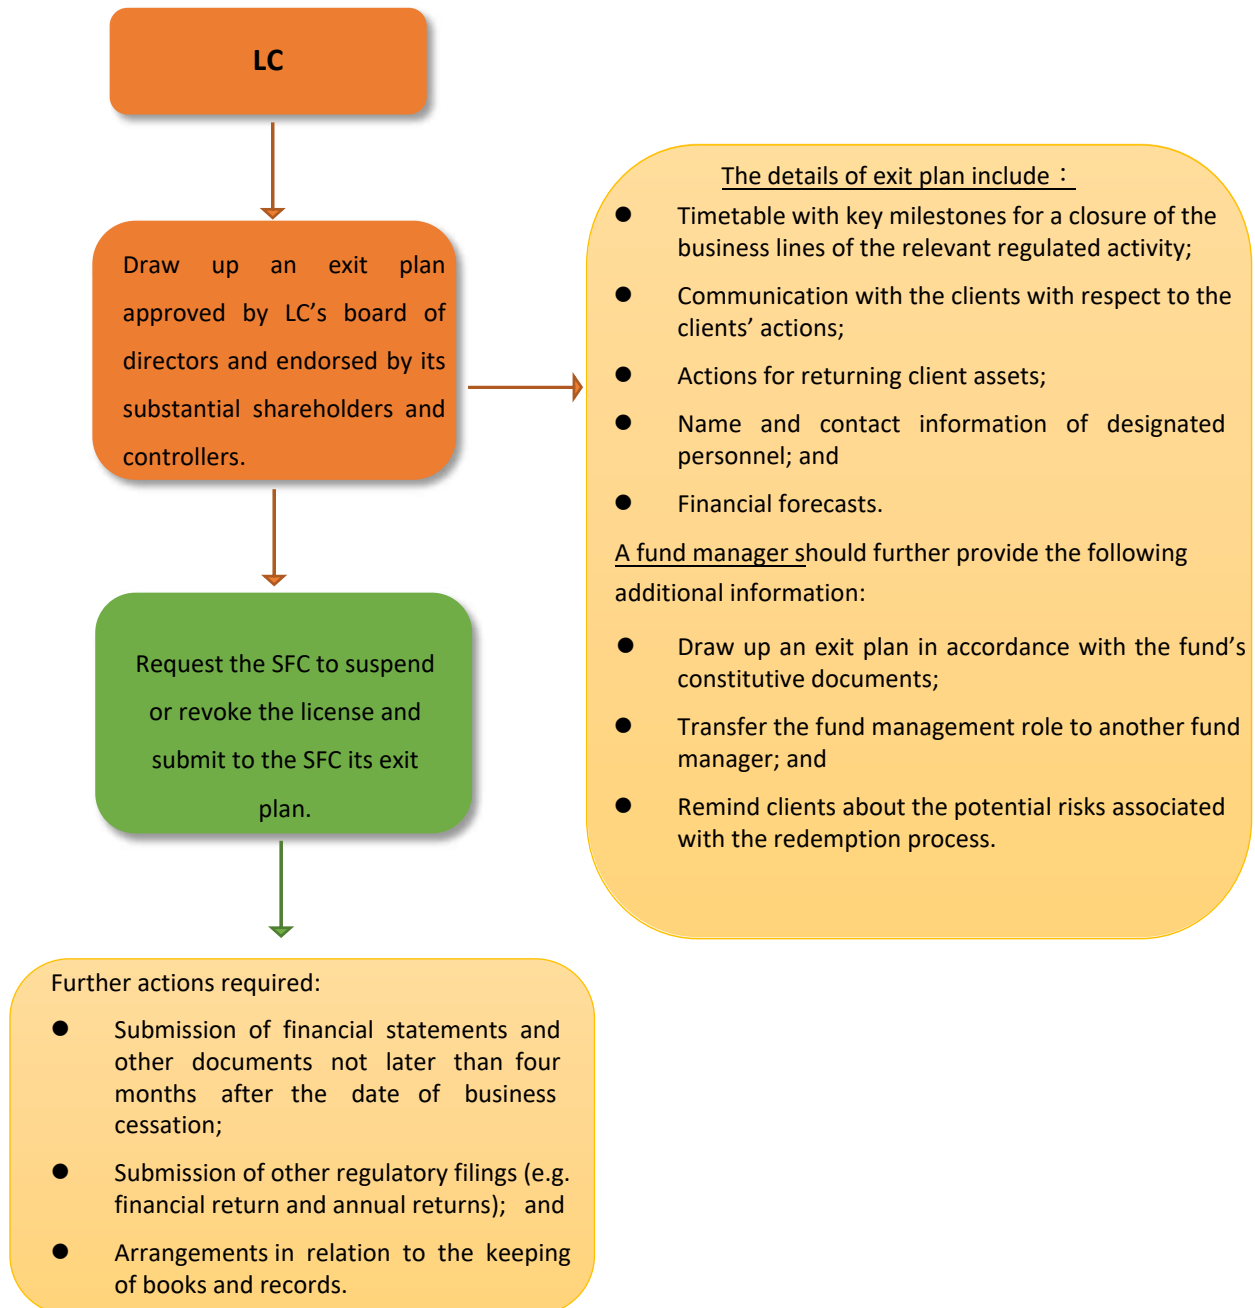 LC
Draw up an exit plan
approved by LC’s board of
directors and endorsed by its
substantial shareholders and
controllers.
The details of exit plan include：
● Timetable with key milestones for a closure of the
business lines of the relevant regulated activity;
● Communication with the clients with respect to the
clients’ actions;
● Actions for returning client assets;
● Name and contact information of designated
personnel; and
● Financial forecasts.
A fund manager should further provide the following
additional information:
● Draw up an exit plan in accordance with the fund’s
constitutive documents;
● Transfer the fund management role to another fund
manager; and
● Remind clients about the potential risks associated
with the redemption process.
Request the SFC to suspend
or revoke the license and
submit to the SFC its exit
plan.
Further actions required:
● Submission of financial statements and
other documents not later than four
months after the date of business
cessation;
● Submission of other regulatory filings (e.g.
financial return and annual returns); and
● Arrangements in relation to the keeping
of books and records.